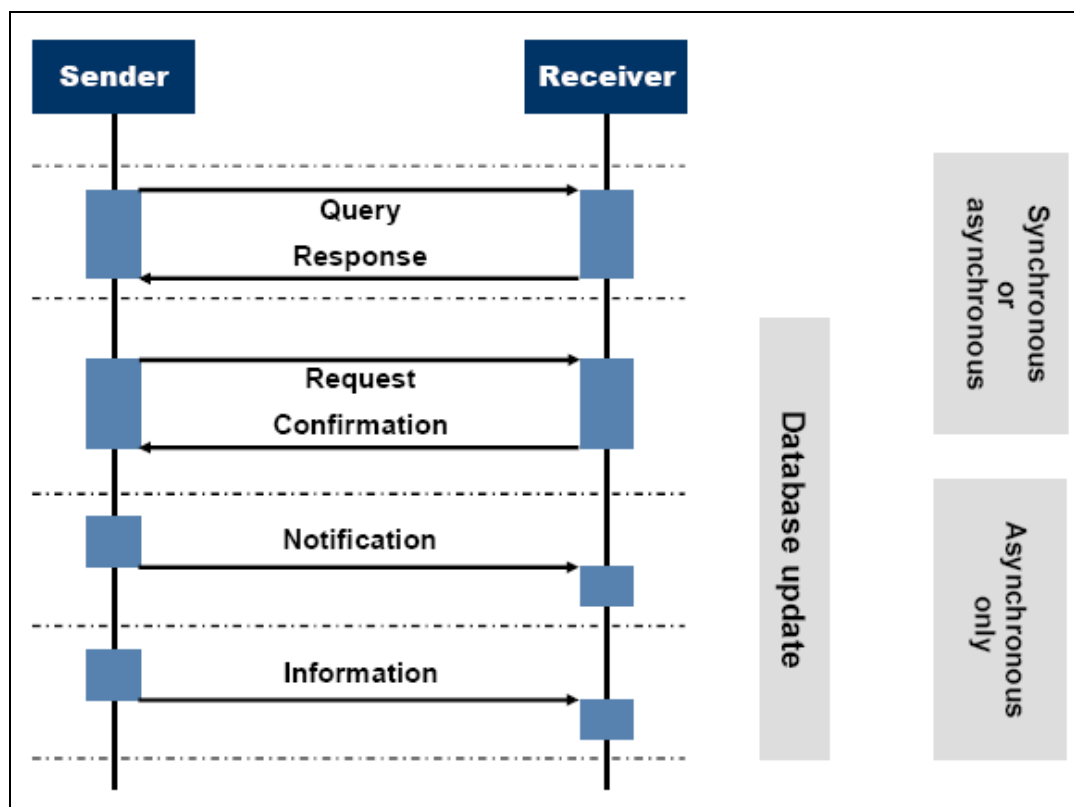 Sender
Receiver
Query
Response
Request
Confirmation
Notification
Information
Database update
Synchronous
or
asynchronous
Asynchronous
only